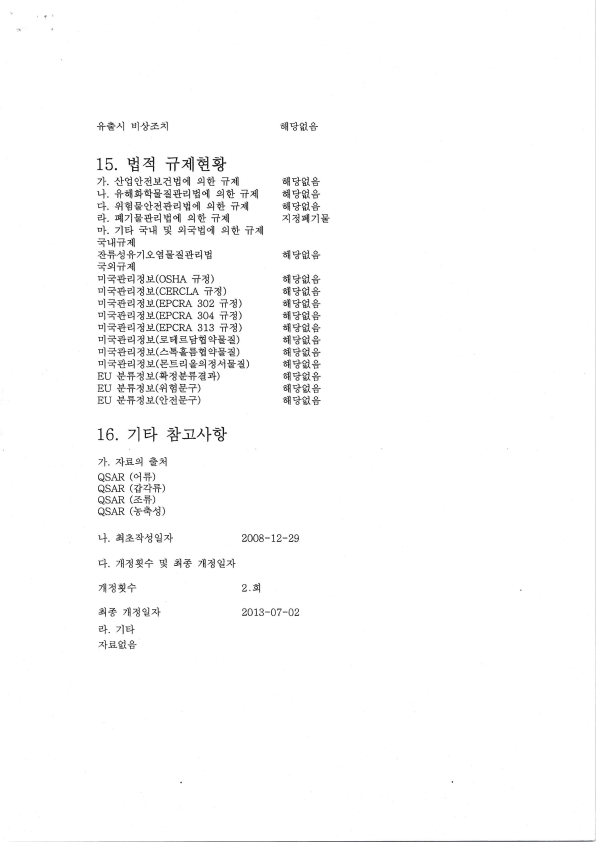 유출시 비상조치 해당없음
15. 법적 규제현황
가. 산업안전보건법에 의한 규제 해당없음
나. 유해화학물질관리법에 의한 규제 해당없음
다. 위험물안전관리법에 의한 규제 해당없음
라. 폐기물관리법에 의한 규제 지정폐기물
마. 기타 국내 및 외국법에 의한 규제
국내규제
잔류성유기오염물질관리법 해당없음
국외규제
미국관리정보(OSHA 규정) 해당없음
미국관리정보(CERCLA 규정) 해당없음
미국관리정보(EPCRA 302 규정) 해당없음
미국관리정보(EPCRA 304 규정) 해당없음
미국관리정보(EPCRA 313 규정) 해당없음
미국관리정보(로테르담협약물질) 해당없음
미국관리정보(스톡홀름협약물질) 해당없음
미국관리정보(몬트리올의정서물질) 해당없음
EU 분류정보(확정분류결과) 해당없음
EU 분류정보(위험문구) 해당없음
EU 분류정보(안전문구) 해당없음
16. 기타 참고사항
가. 자료의 출처
QSAR (어류)
QSAR (갑각류)
QSAR (조류)
QSAR (농축성)
나. 최초작성일자 2008-12-29
다. 개정횟수 및 최종 개정일자
개정횟수 2.회
최종 개정일자 2013-07-02
라. 기타
자료없음